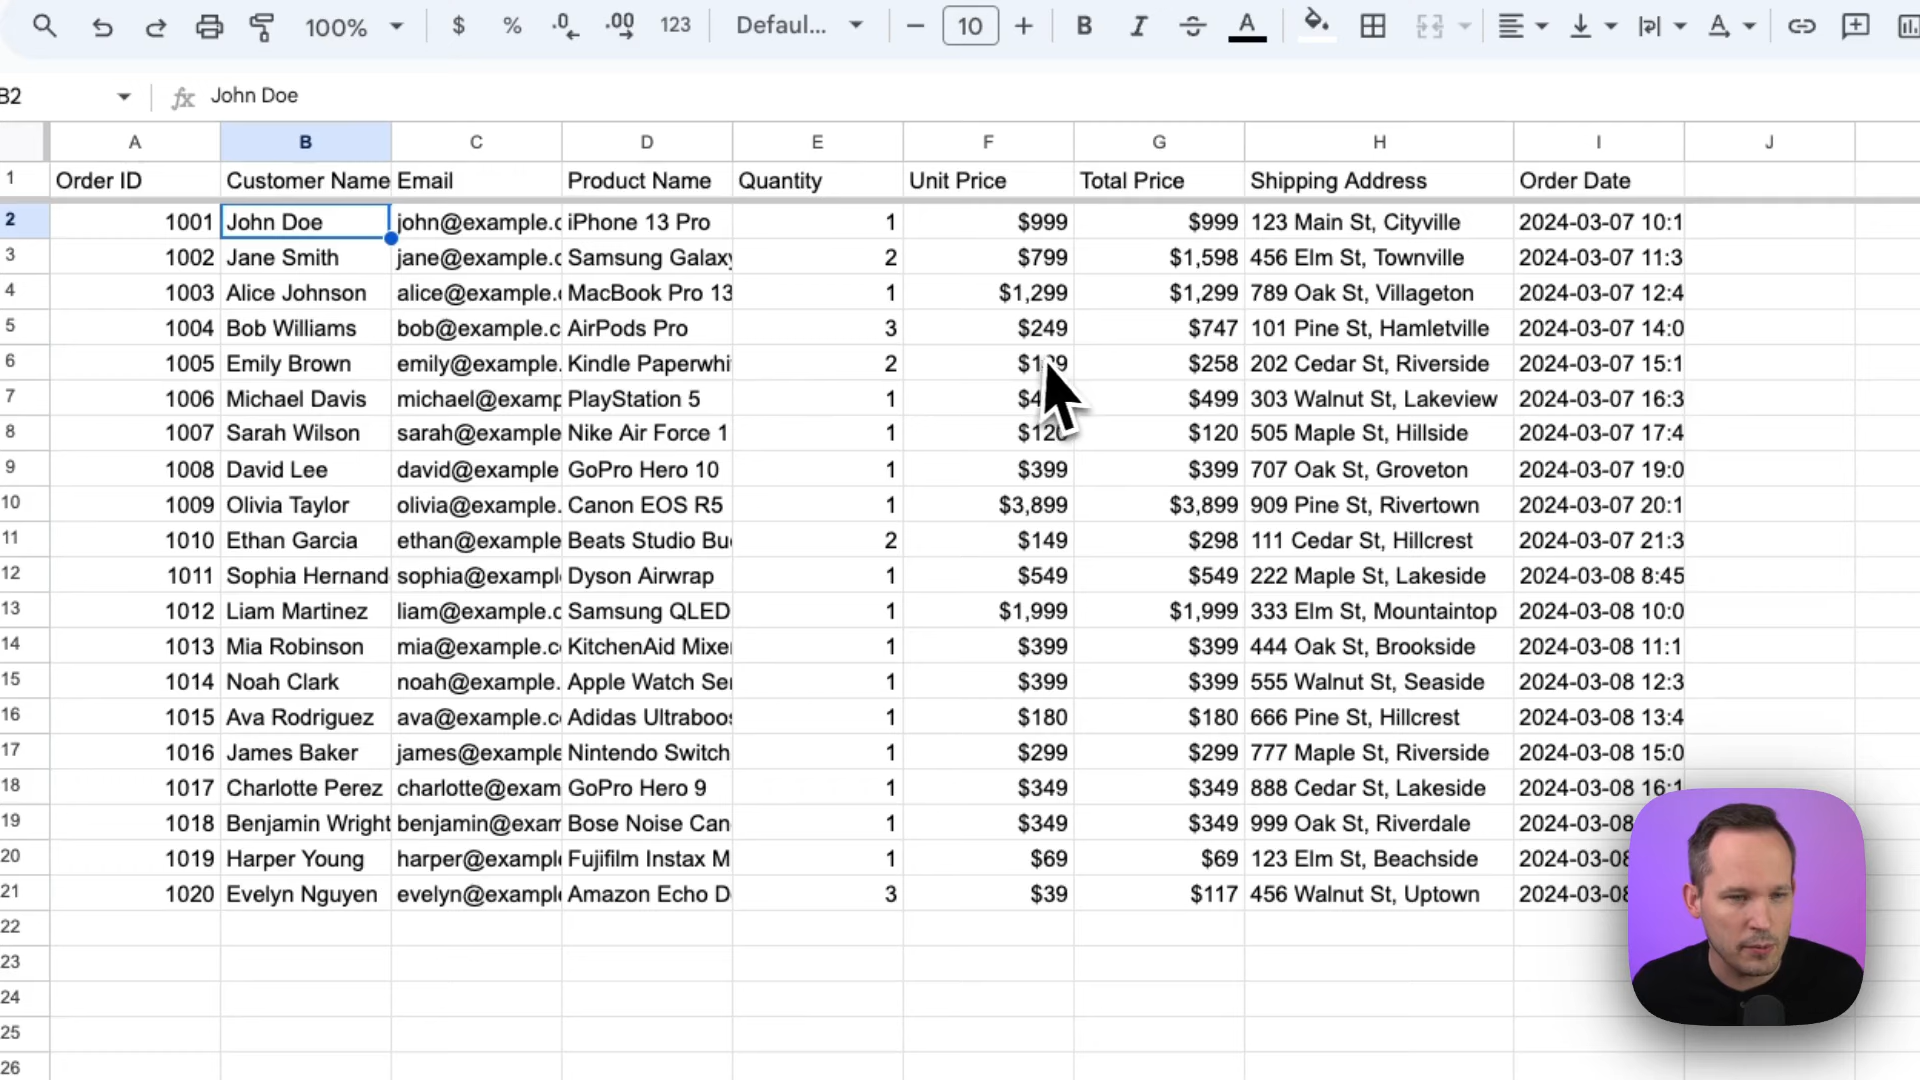 100% $ % .0 .00 123 Defaul... 10 B I A A
B2 fx John Doe
A B C D E F G H I J
1 Order ID Customer Name Email Product Name Quantity Unit Price Total Price Shipping Address Order Date
2 1001 John Doe john@example.c iPhone 13 Pro 1 $999 $999 123 Main St, Cityville 2024-03-07 10:1
3 1002 Jane Smith jane@example.c Samsung Galaxy 2 $799 $1,598 456 Elm St, Townville 2024-03-07 11:3
4 1003 Alice Johnson alice@example. MacBook Pro 13 1 $1,299 $1,299 789 Oak St, Villageton 2024-03-07 12:4
5 1004 Bob Williams bob@example.c AirPods Pro 3 $249 $747 101 Pine St, Hamletville 2024-03-07 14:0
6 1005 Emily Brown emily@example. Kindle Paperwhi 2 $258 202 Cedar St, Riverside 2024-03-07 15:1
7 1006 Michael Davis michael@examp PlayStation 5 1 $499 303 Walnut St, Lakeview 2024-03-07 16:3
8 1007 Sarah Wilson sarah@example Nike Air Force 1 1 $120 $120 505 Maple St, Hillside 2024-03-07 17:4
9 1008 David Lee david@example GoPro Hero 10 1 $399 $399 707 Oak St, Groveton 2024-03-07 19:0
10 1009 Olivia Taylor olivia@example. Canon EOS R5 1 $3,899 $3,899 909 Pine St, Rivertown 2024-03-07 20:1
11 1010 Ethan Garcia ethan@example Beats Studio Bu 2 $149 $298 111 Cedar St, Hillcrest 2024-03-07 21:3
12 1011 Sophia Hernand sophia@exampl Dyson Airwrap 1 $549 $549 222 Maple St, Lakeside 2024-03-08 8:45
13 1012 Liam Martinez liam@example.c Samsung QLED 1 $1,999 $1,999 333 Elm St, Mountaintop 2024-03-08 10:0
14 1013 Mia Robinson mia@example.c KitchenAid Mixe 1 $399 $399 444 Oak St, Brookside 2024-03-08 11:1
15 1014 Noah Clark noah@example. Apple Watch Se 1 $399 $399 555 Walnut St, Seaside 2024-03-08 12:3
16 1015 Ava Rodriguez ava@example.c Adidas Ultraboos 1 $180 $180 666 Pine St, Hillcrest 2024-03-08 13:4
17 1016 James Baker james@example Nintendo Switch 1 $299 $299 777 Maple St, Riverside 2024-03-08 15:0
18 1017 Charlotte Perez charlotte@exam GoPro Hero 9 1 $349 $349 888 Cedar St, Lakeside 2024-03-08 16:1
19 1018 Benjamin Wright benjamin@exam Bose Noise Can 1 $349 $349 999 Oak St, Riverdale 2024-03-08
20 1019 Harper Young harper@exampl Fujifilm Instax M 1 $69 $69 123 Elm St, Beachside 2024-03-08
21 1020 Evelyn Nguyen evelyn@exampl Amazon Echo D 3 $39 $117 456 Walnut St, Uptown 2024-03-08
22
23
24
25
26